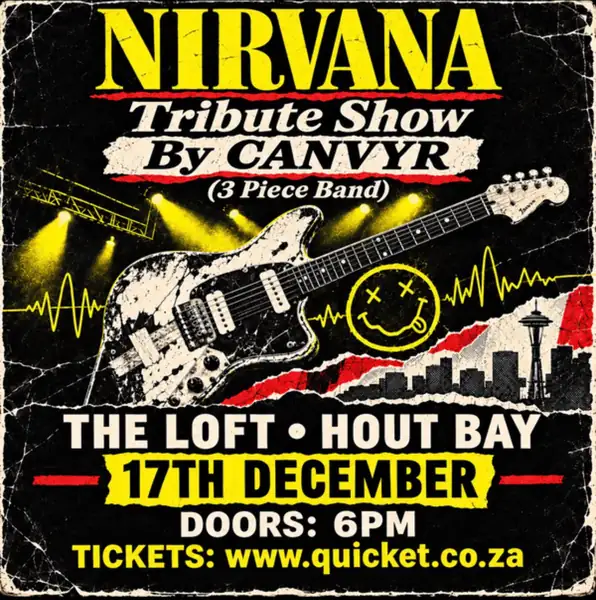 NIRVANA
Tribute Show
By CANVYR
(3 Piece Band)
THE LOFT • HOUT BAY
17TH DECEMBER
DOORS: 6PM
TICKETS: www.quicket.co.za